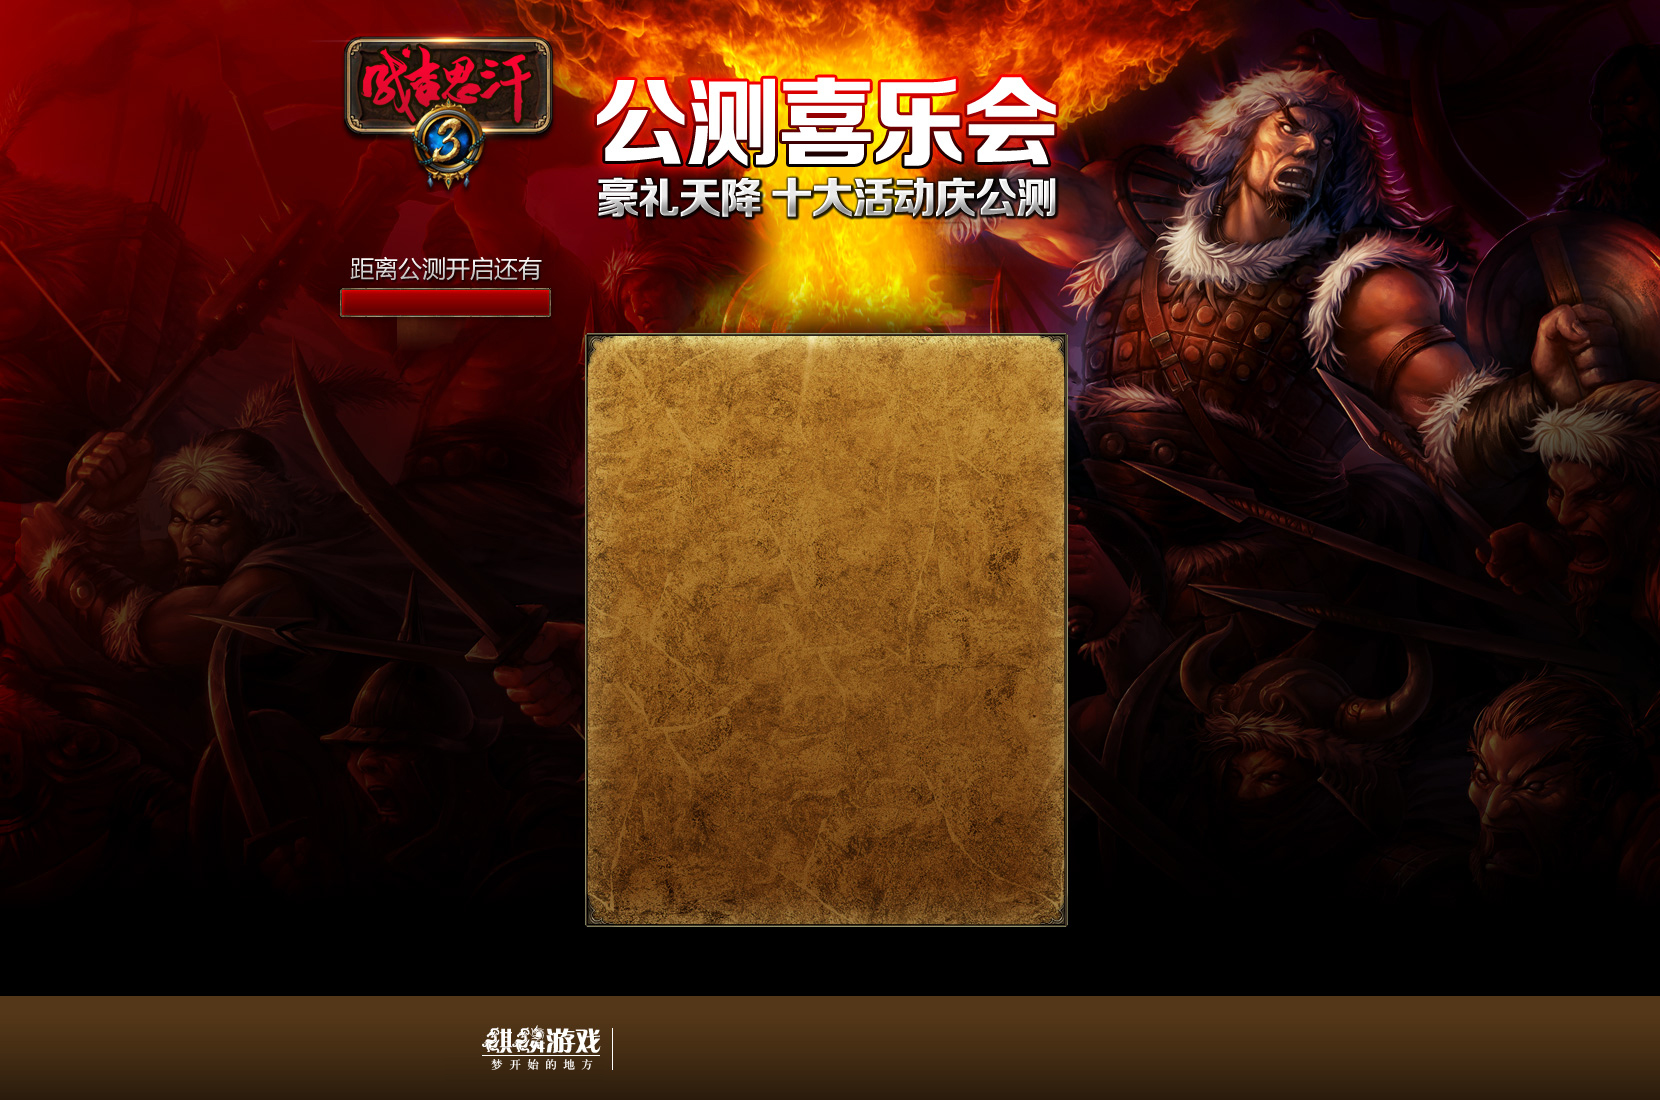 成吉思汗
3
公测喜乐会
豪礼天降 十大活动庆公测
距离公测开启还有
麒麟游戏
梦开始的地方